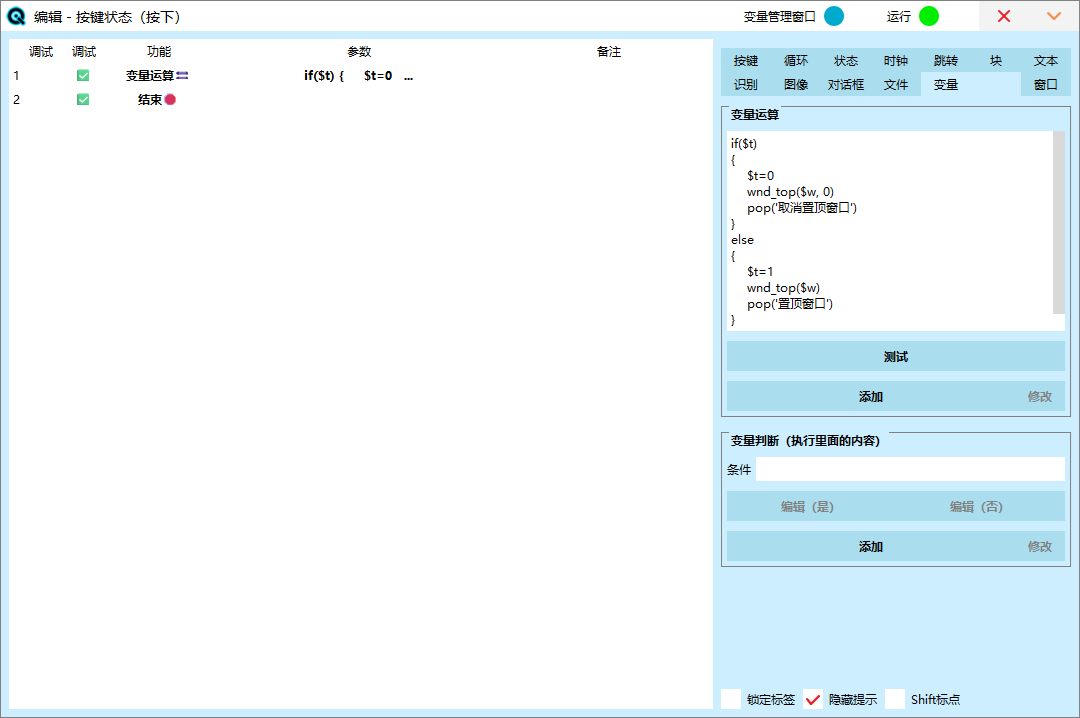 编辑 - 按键状态（按下）
变量管理窗口 运行
调试 调试 功能 参数 备注
1 变量运算 if($t) { $t=0 ...
2 结束
按键 循环 状态 时钟 跳转 块 文本
识别 图像 对话框 文件 变量 窗口
变量运算
if($t)
{
    $t=0
    wnd_top($w, 0)
    pop('取消置顶窗口')
}
else
{
    $t=1
    wnd_top($w)
    pop('置顶窗口')
}
测试
添加 修改
变量判断（执行里面的内容）
条件
编辑（是） 编辑（否）
添加 修改
锁定标签 隐藏提示 Shift标点